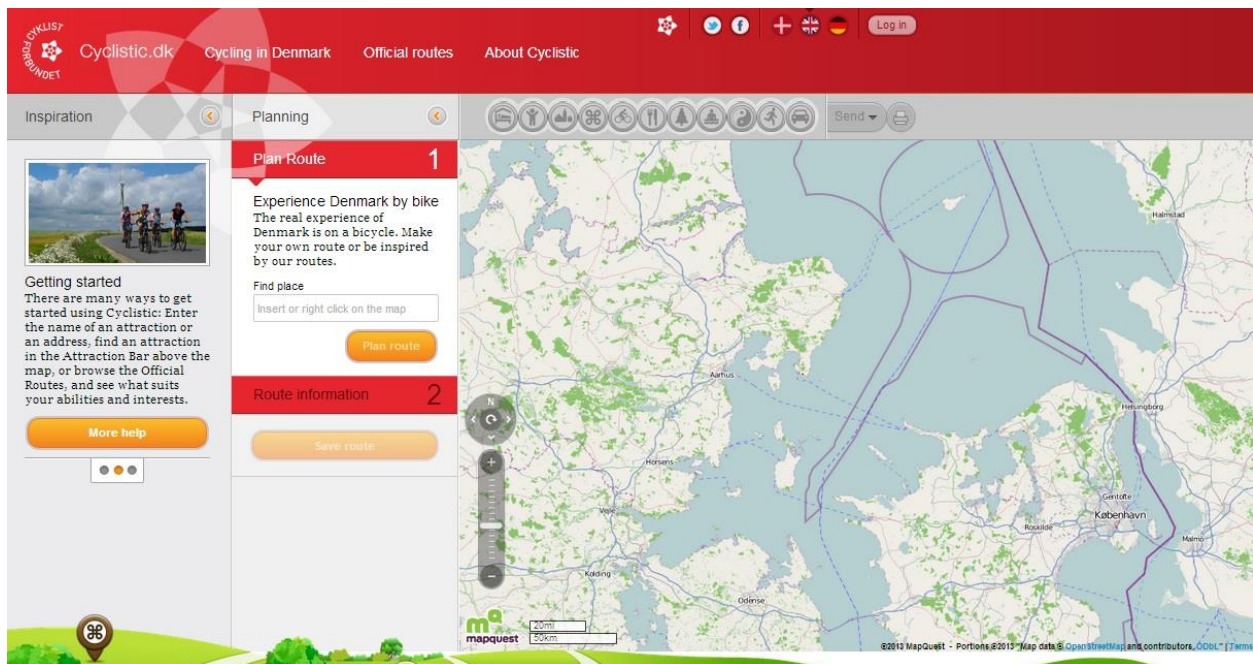 CYKLIST
FORBUNDET
Cyclistic.dk
Cycling in Denmark
Official routes
About Cyclistic
Log in
Inspiration
Planning
Send
Plan Route 1
Experience Denmark by bike
The real experience of
Denmark is on a bicycle. Make
your own route or be inspired
by our routes.
Find place
Insert or right click on the map
Plan route
Route information 2
Save route
Getting started
There are many ways to get
started using Cyclistic: Enter
the name of an attraction or
an address, find an attraction
in the Attraction Bar above the
map, or browse the Official
Routes, and see what suits
your abilities and interests.
More help
Halmstad
Aarhus
Helsingborg
N
Horsens
Gentofte
København
Vejle
Roskilde
Malmö
Kolding
Odense
mq
mapquest
20mi
50km
©2013 MapQuest - Portions ©2013 "Map data © OpenStreetMap and contributors, ODbL" | Terms